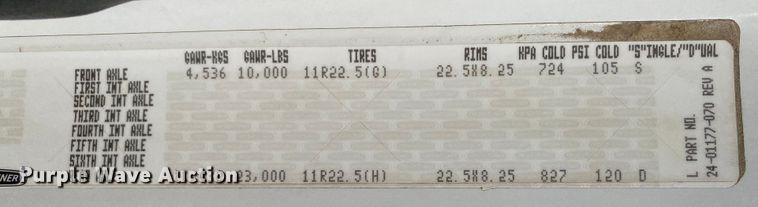 GAWR-KGS GAWR-LBS TIRES RIMS KPA COLD PSI COLD "S"INGLE/"D"UAL
FRONT AXLE 4,536 10,000 11R22.5(G) 22.5X8.25 724 105 S
FIRST INT AXLE
SECOND INT AXLE
THIRD INT AXLE
FOURTH INT AXLE
FIFTH INT AXLE
SIXTH INT AXLE
11R22.5(H) 22.5X8.25 827 120 D
Purple Wave Auction
L PART NO.
24-01177-070 REV A